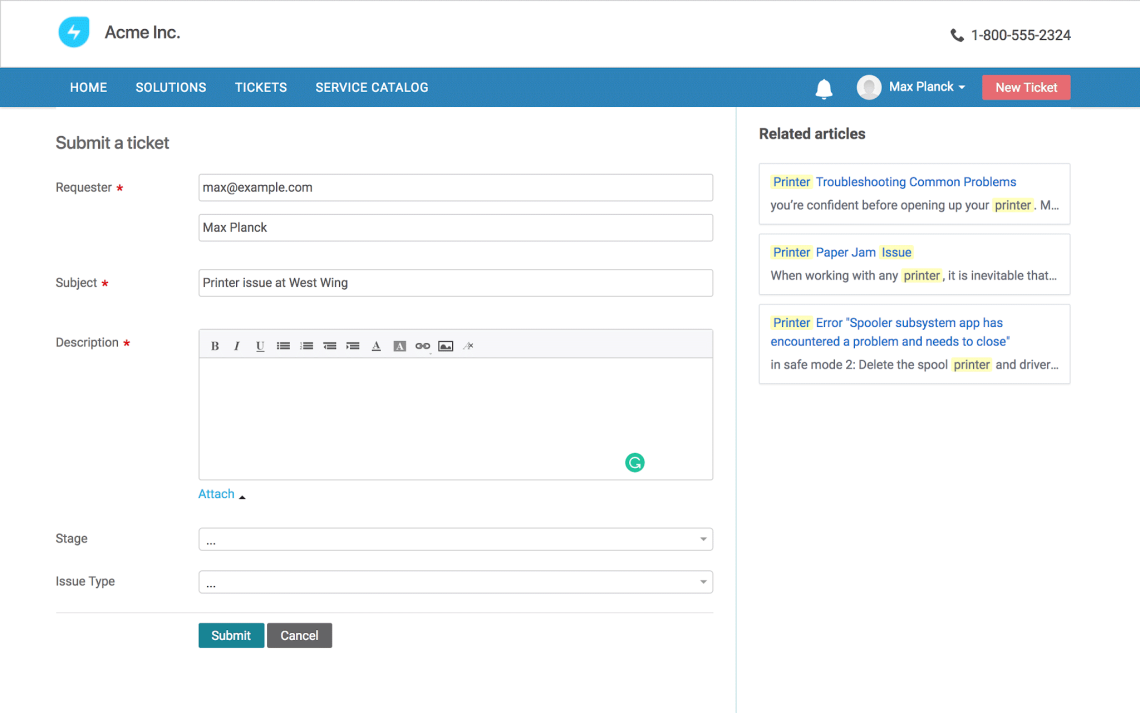 Acme Inc.
1-800-555-2324
HOME SOLUTIONS TICKETS SERVICE CATALOG
Max Planck
New Ticket
Submit a ticket
Requester *
max@example.com
Max Planck
Subject *
Printer issue at West Wing
Description *
B I U A A
Attach
Stage
...
Issue Type
...
Submit Cancel
Related articles
Printer Troubleshooting Common Problems
you're confident before opening up your printer. M...
Printer Paper Jam Issue
When working with any printer, it is inevitable that...
Printer Error "Spooler subsystem app has
encountered a problem and needs to close"
in safe mode 2: Delete the spool printer and driver...